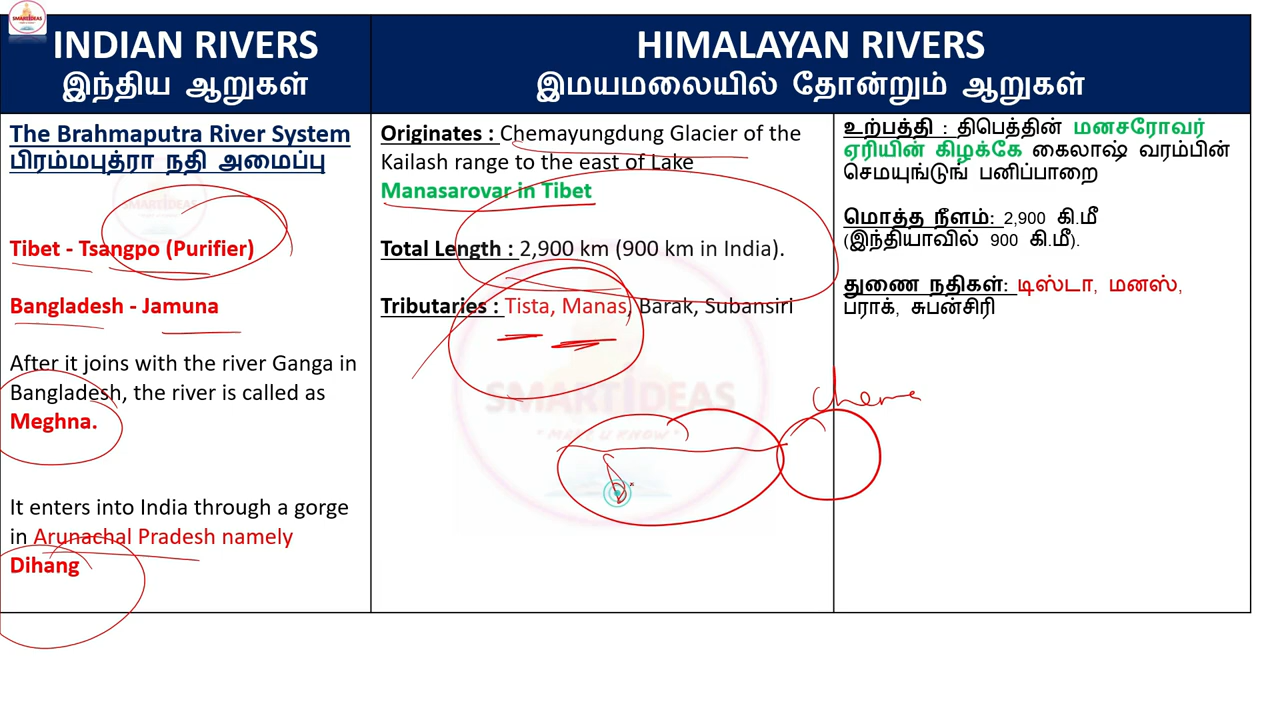 SMARTIDEAS
INDIAN RIVERS
இந்திய ஆறுகள்
HIMALAYAN RIVERS
இமயமலையில் தோன்றும் ஆறுகள்
The Brahmaputra River System
பிரம்மபுத்ரா நதி அமைப்பு
Tibet - Tsangpo (Purifier)
Bangladesh - Jamuna
After it joins with the river Ganga in
Bangladesh, the river is called as
Meghna.
It enters into India through a gorge
in Arunachal Pradesh namely
Dihang
Originates : Chemayungdung Glacier of the
Kailash range to the east of Lake
Manasarovar in Tibet
Total Length : 2,900 km (900 km in India).
Tributaries : Tista, Manas, Barak, Subansiri
SMARTIDEAS
"MAKE U KNOW"
உற்பத்தி : திபெத்தின் மனசரோவர்
ஏரியின் கிழக்கே கைலாஷ் வரம்பின்
செமயுங்டுங் பனிப்பாறை
மொத்த நீளம்: 2,900 கி.மீ
(இந்தியாவில் 900 கி.மீ).
துணை நதிகள்: டிஸ்டா, மனஸ்,
பராக், சுபன்சிரி
cheme